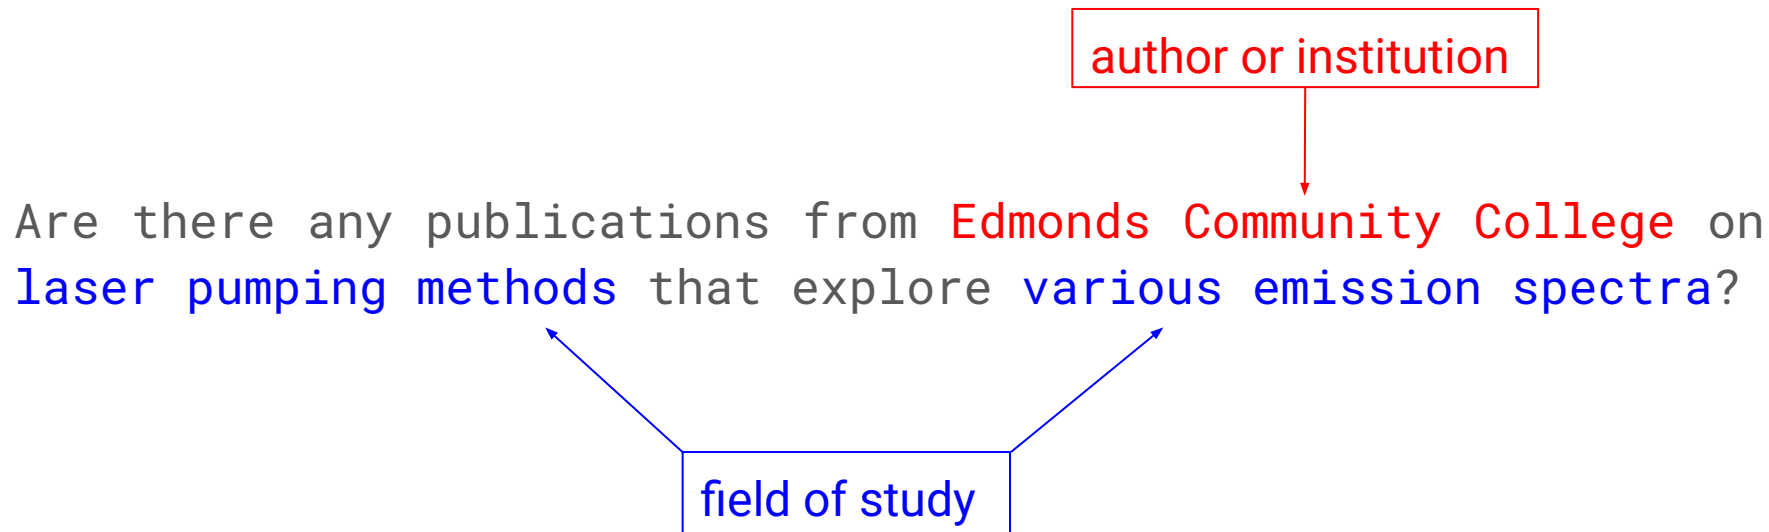 author or institution
Are there any publications from Edmonds Community College on
laser pumping methods that explore various emission spectra?
field of study